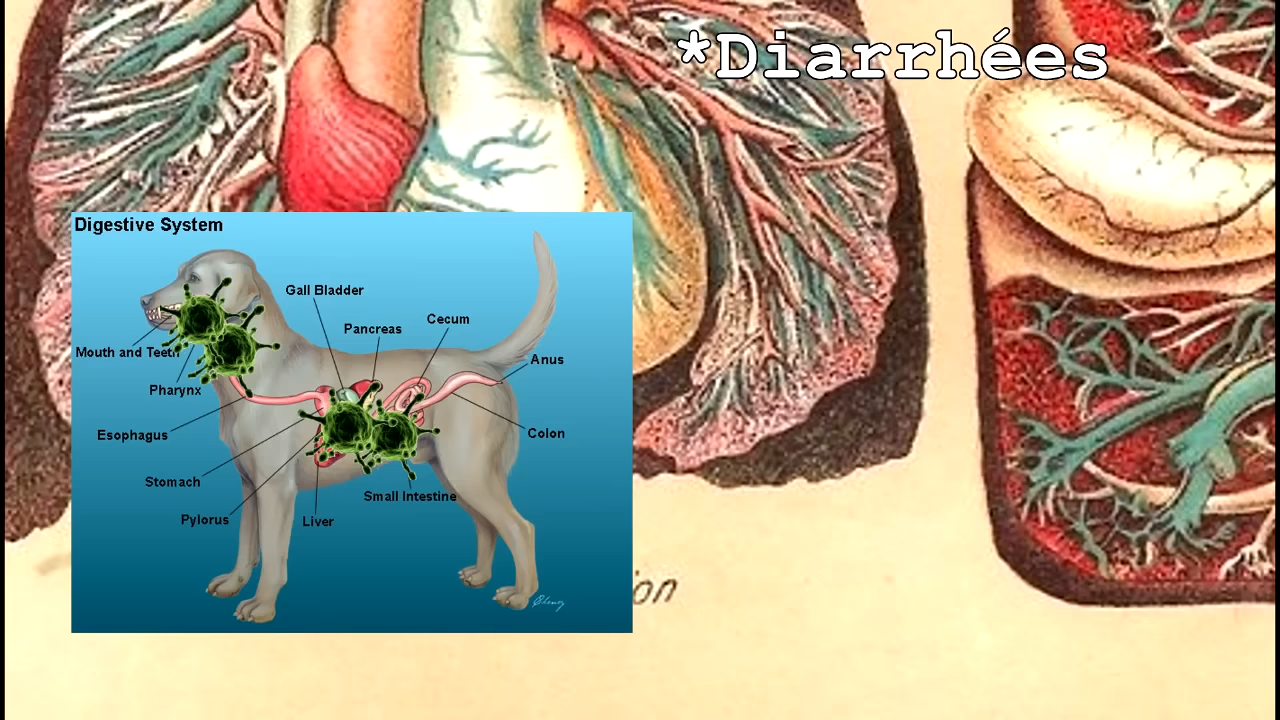 *Diarrhées
Digestive System
Gall Bladder
Pancreas
Cecum
Mouth and Teeth
Anus
Pharynx
Esophagus
Colon
Stomach
Small Intestine
Pylorus
Liver
ion